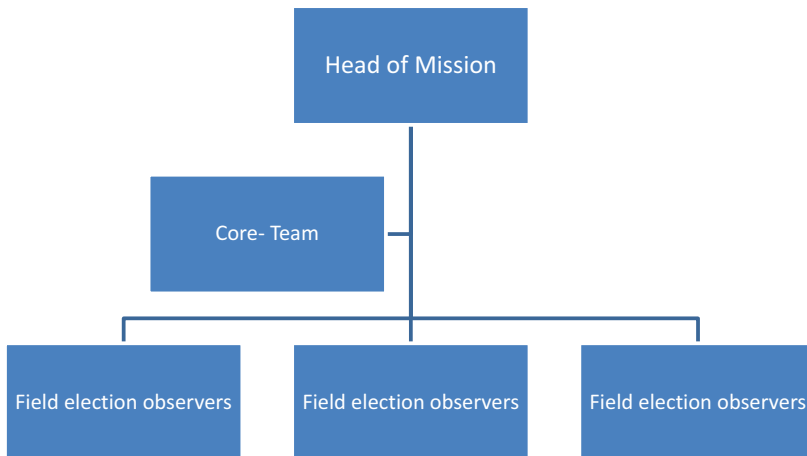 Head of Mission
Core- Team
Field election observers
Field election observers
Field election observers